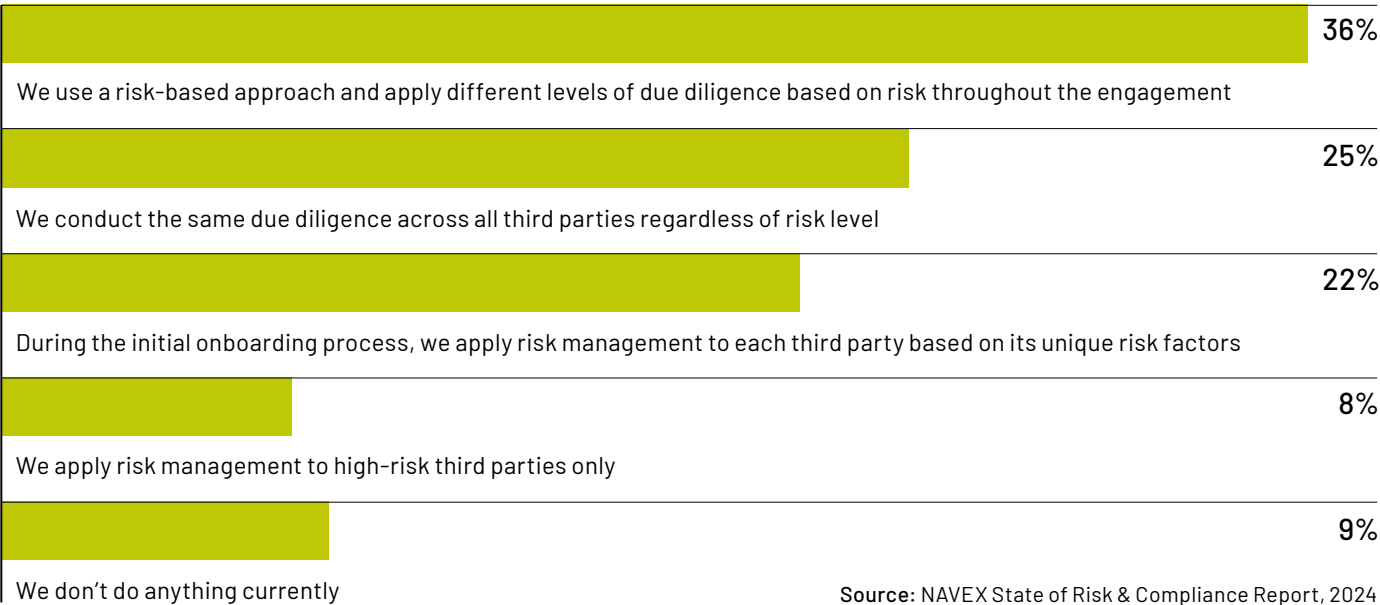 36%
We use a risk-based approach and apply different levels of due diligence based on risk throughout the engagement
25%
We conduct the same due diligence across all third parties regardless of risk level
22%
During the initial onboarding process, we apply risk management to each third party based on its unique risk factors
8%
We apply risk management to high-risk third parties only
9%
We don’t do anything currently
Source: NAVEX State of Risk & Compliance Report, 2024